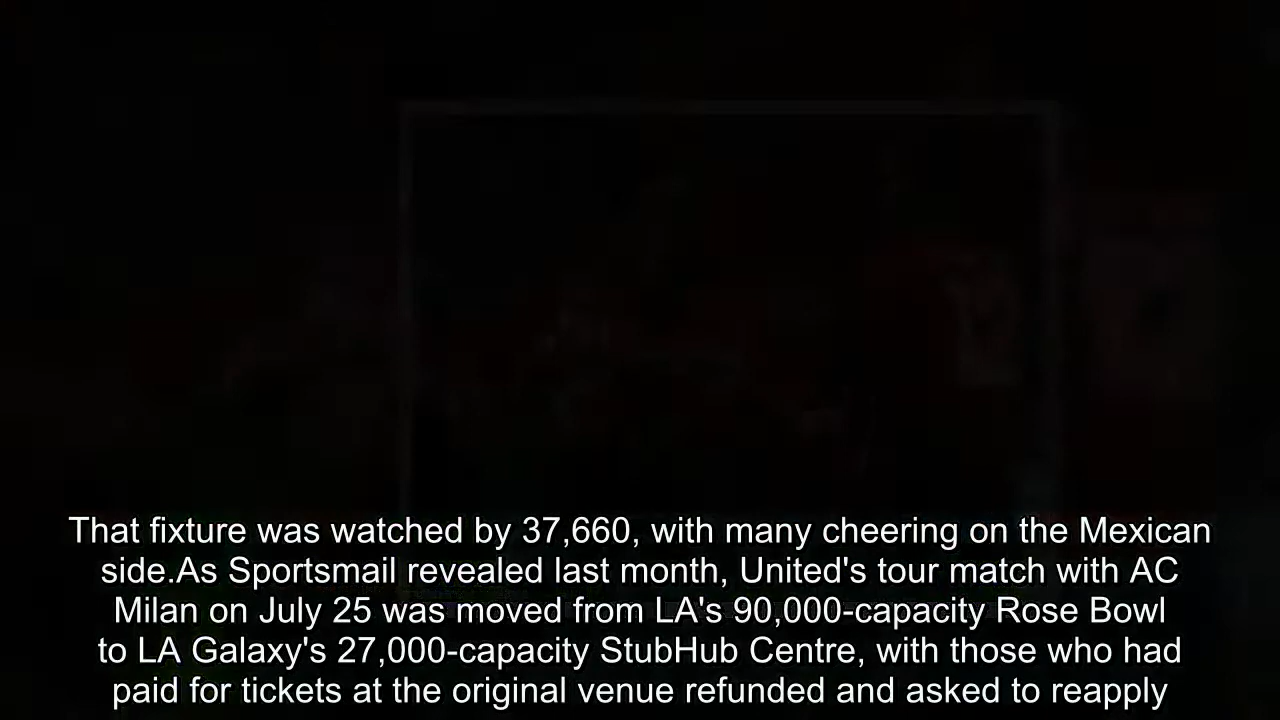 That fixture was watched by 37,660, with many cheering on the Mexican
side.As Sportsmail revealed last month, United's tour match with AC
Milan on July 25 was moved from LA's 90,000-capacity Rose Bowl
to LA Galaxy's 27,000-capacity StubHub Centre, with those who had
paid for tickets at the original venue refunded and asked to reapply